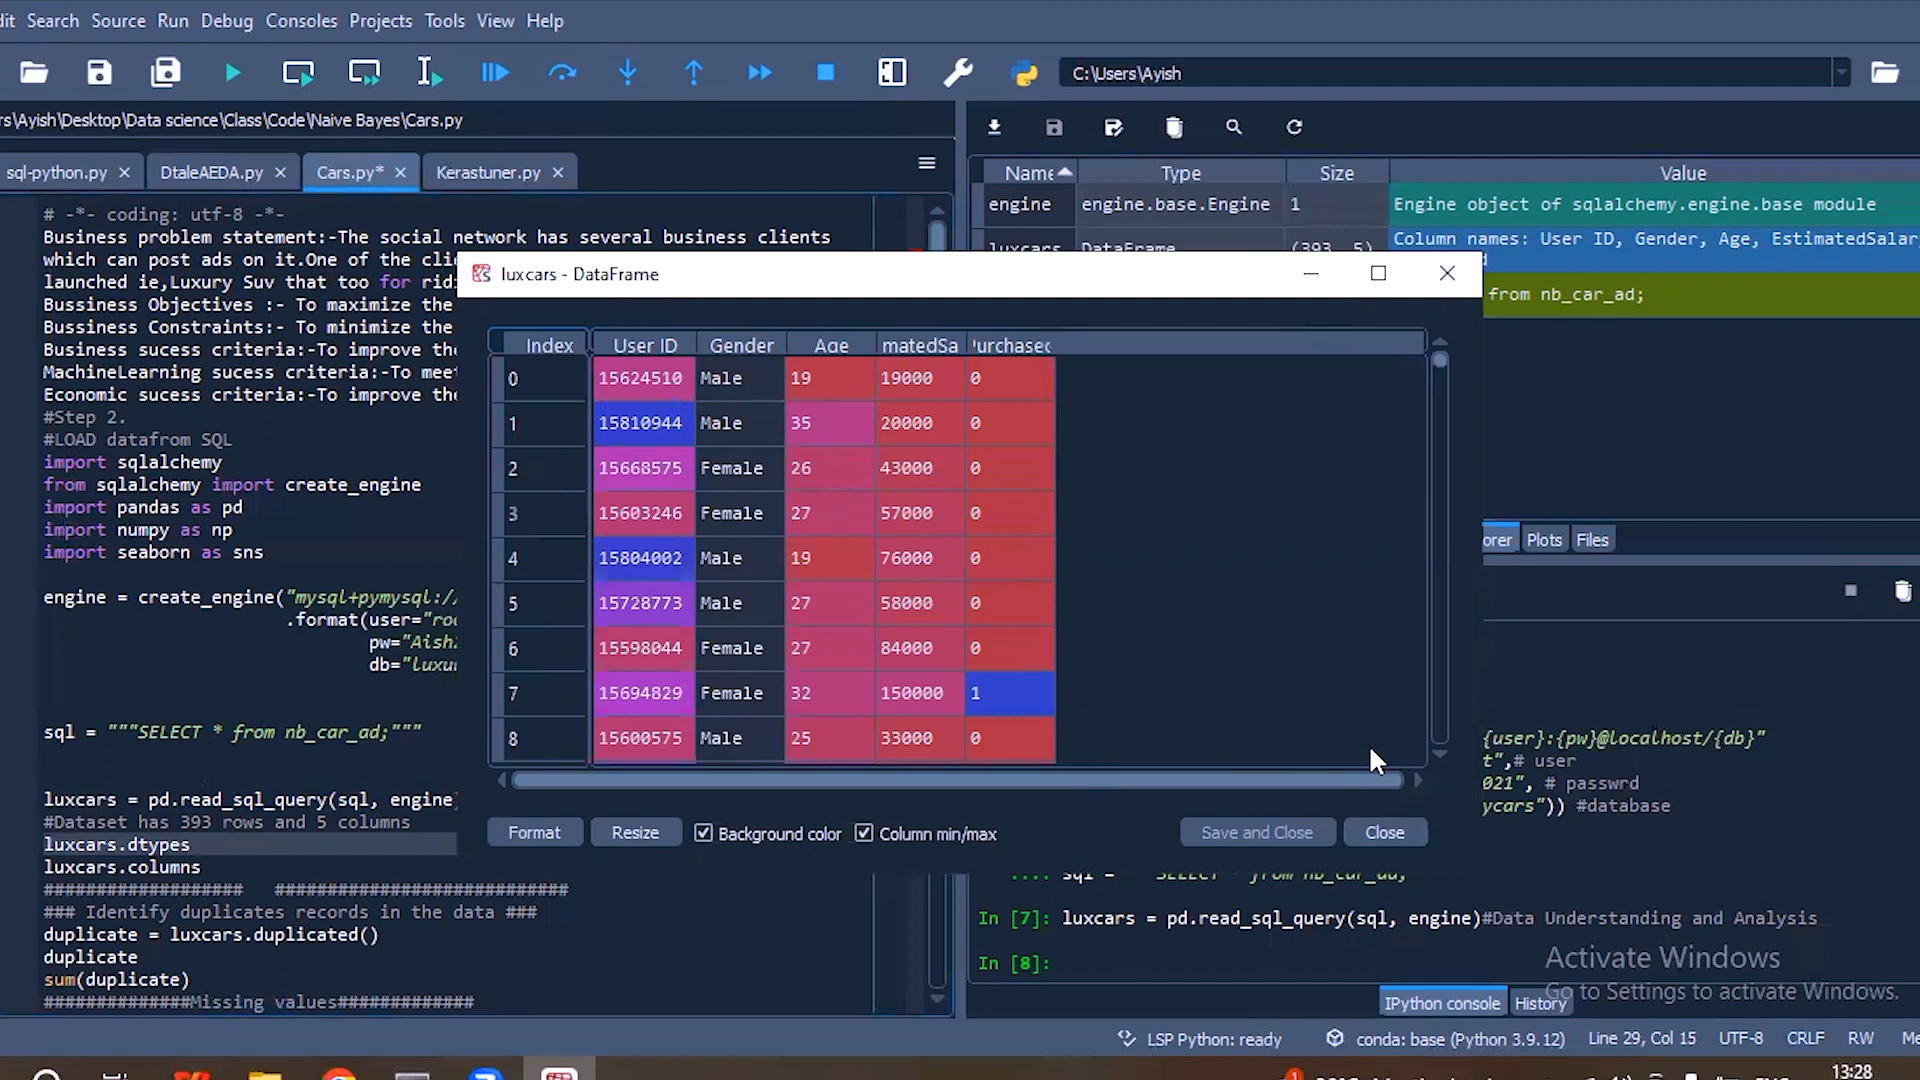 dit Search Source Run Debug Consoles Projects Tools View Help
C:\Users\Ayish
rs\Ayish\Desktop\Data science\Class\Code\Naive Bayes\Cars.py
sql-python.py DtaleAEDA.py Cars.py* Kerastuner.py
# -*- coding: utf-8 -*-
Business problem statement:-The social network has several business clients
which can post ads on it.One of the clie
launched ie,Luxury Suv that too for rid
Bussiness Objectives :- To maximize the
Bussiness Constraints:- To minimize the
Business sucess criteria:-To improve the
MachineLearning sucess criteria:-To meet
Economic sucess criteria:-To improve the
#Step 2.
#LOAD datafrom SQL
import sqlalchemy
from sqlalchemy import create_engine
import pandas as pd
import numpy as np
import seaborn as sns
engine = create_engine("mysql+pymysql://
.format(user="roo
pw="Aish
db="luxu
sql = """SELECT * from nb_car_ad;"""
luxcars = pd.read_sql_query(sql, engine)
#Dataset has 393 rows and 5 columns
luxcars.dtypes
luxcars.columns
################### ############################
### Identify duplicates records in the data ###
duplicate = luxcars.duplicated()
duplicate
sum(duplicate)
##############Missing values#############
Name Type Size Value
engine engine.base.Engine 1 Engine object of sqlalchemy.engine.base module
luxcars DataFrame (393, 5) Column names: User ID, Gender, Age, EstimatedSalar
d
from nb_car_ad;
luxcars - DataFrame
Index User ID Gender Age matedSa urchased
0 15624510 Male 19 19000 0
1 15810944 Male 35 20000 0
2 15668575 Female 26 43000 0
3 15603246 Female 27 57000 0
4 15804002 Male 19 76000 0
5 15728773 Male 27 58000 0
6 15598044 Female 27 84000 0
7 15694829 Female 32 150000 1
8 15600575 Male 25 33000 0
Format Resize Background color Column min/max Save and Close Close
orer Plots Files
{user}:{pw}@localhost/{db}"
t",# user
021", # passwrd
ycars")) #database
....: sql = """SELECT * from nb_car_ad;"""
In [7]: luxcars = pd.read_sql_query(sql, engine)#Data Understanding and Analysis
In [8]:
Activate Windows
Go to Settings to activate Windows.
IPython console History
LSP Python: ready conda: base (Python 3.9.12) Line 29, Col 15 UTF-8 CRLF RW Me
13:28